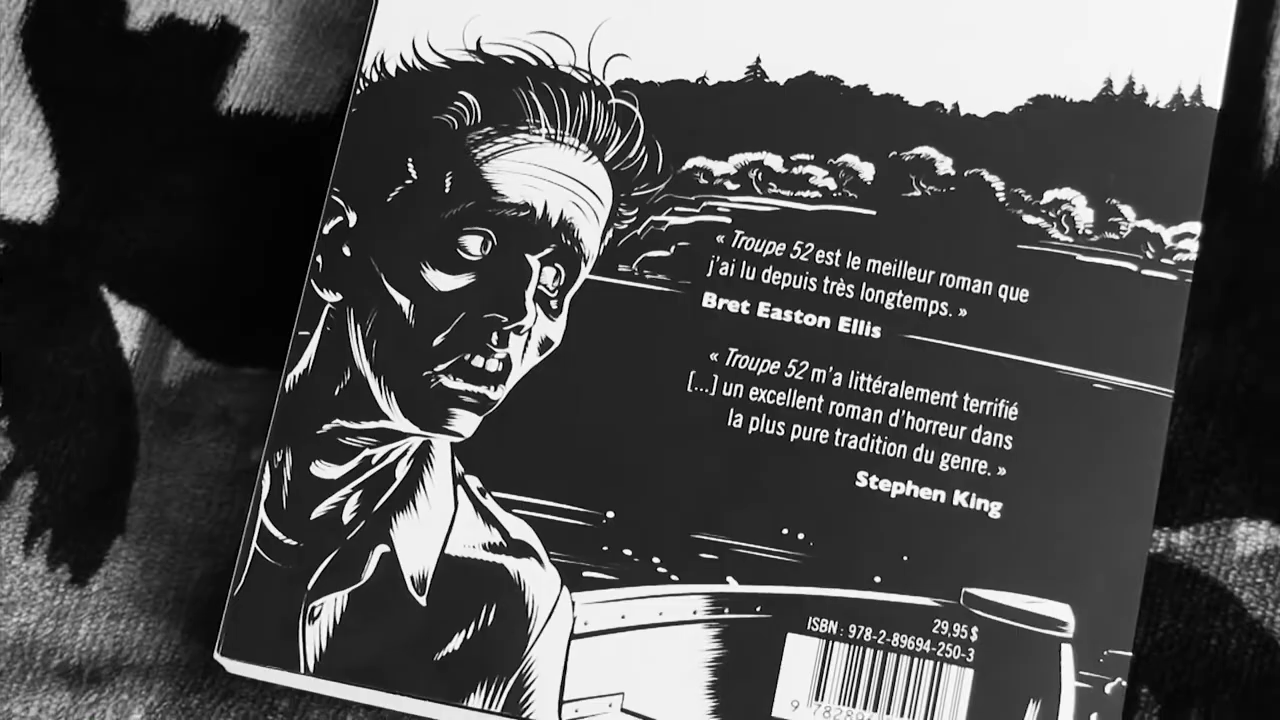 « Troupe 52 est le meilleur roman que
j'ai lu depuis très longtemps. »
Bret Easton Ellis
« Troupe 52 m'a littéralement terrifié
[...] un excellent roman d'horreur dans
la plus pure tradition du genre. »
Stephen King
29,95 $
ISBN : 978-2-89694-250-3